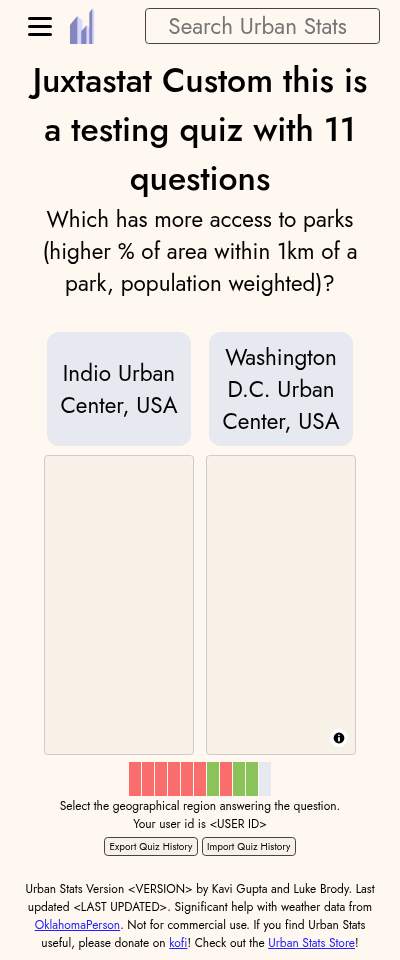 Search Urban Stats
Juxtastat Custom this is
a testing quiz with 11
questions
Which has more access to parks
(higher % of area within 1km of a
park, population weighted)?
Indio Urban
Center, USA
Washington
D.C. Urban
Center, USA
Select the geographical region answering the question.
Your user id is <USER ID>
Export Quiz History
Import Quiz History
Urban Stats Version <VERSION> by Kavi Gupta and Luke Brody. Last
updated <LAST UPDATED>. Significant help with weather data from
OklahomaPerson. Not for commercial use. If you find Urban Stats
useful, please donate on kofi! Check out the Urban Stats Store!